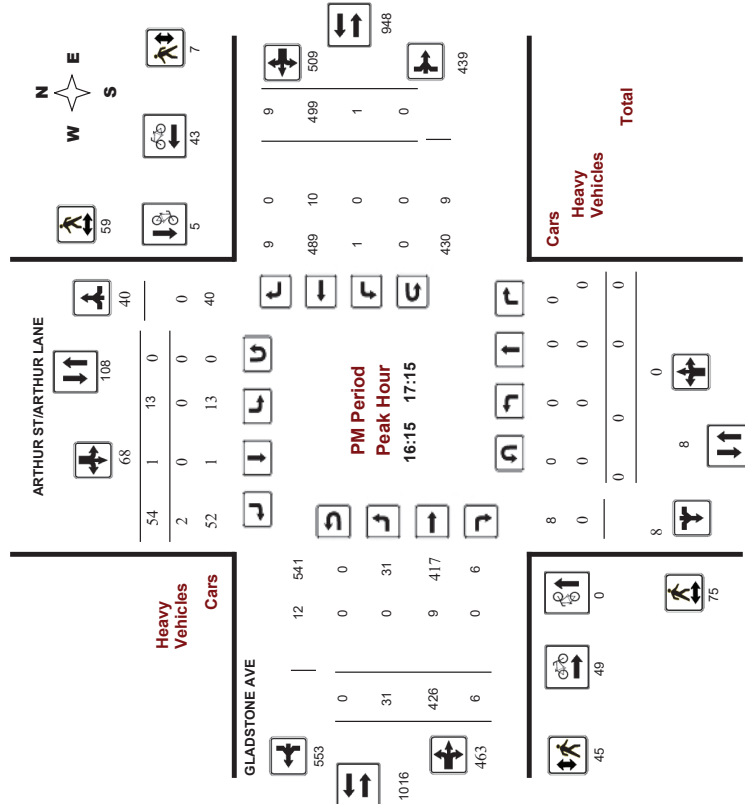 N
W E
S
59
5
43
7
ARTHUR ST/ARTHUR LANE
68
108
40
54 1 13 0
2 0 0 0 0
52 1 13 0 40
Heavy
Vehicles
Cars
509
948
439
9 0 9
489 10 499
1 0 1
0 0 0
430 9
PM Period
Peak Hour
16:15 17:15
GLADSTONE AVE
553
1016
463
12 541
0 0 0
31 0 31
426 9 417
6 0 6
Cars
Heavy
Vehicles
Total
8 0 0 0 0
0 0 0 0 0
0 0 0 0
8
8
0
45
49
0
75